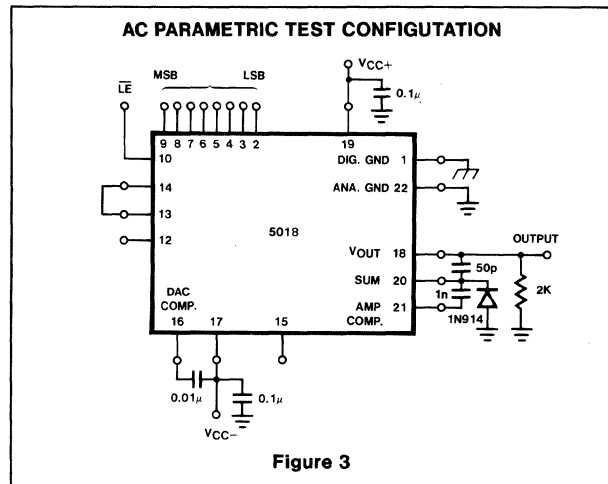 AC PARAMETRIC TEST CONFIGUTATION
VCC+
MSB LSB
LE
0.1μ
9 8 7 6 5 4 3 2 19
10 DIG. GND 1
14 ANA. GND 22
13
12 5018
VOUT 18 OUTPUT
50p
SUM 20 2K
1n
DAC AMP 21
COMP. COMP. 1N914
16 17 15
0.01μ 0.1μ
VCC−
Figure 3